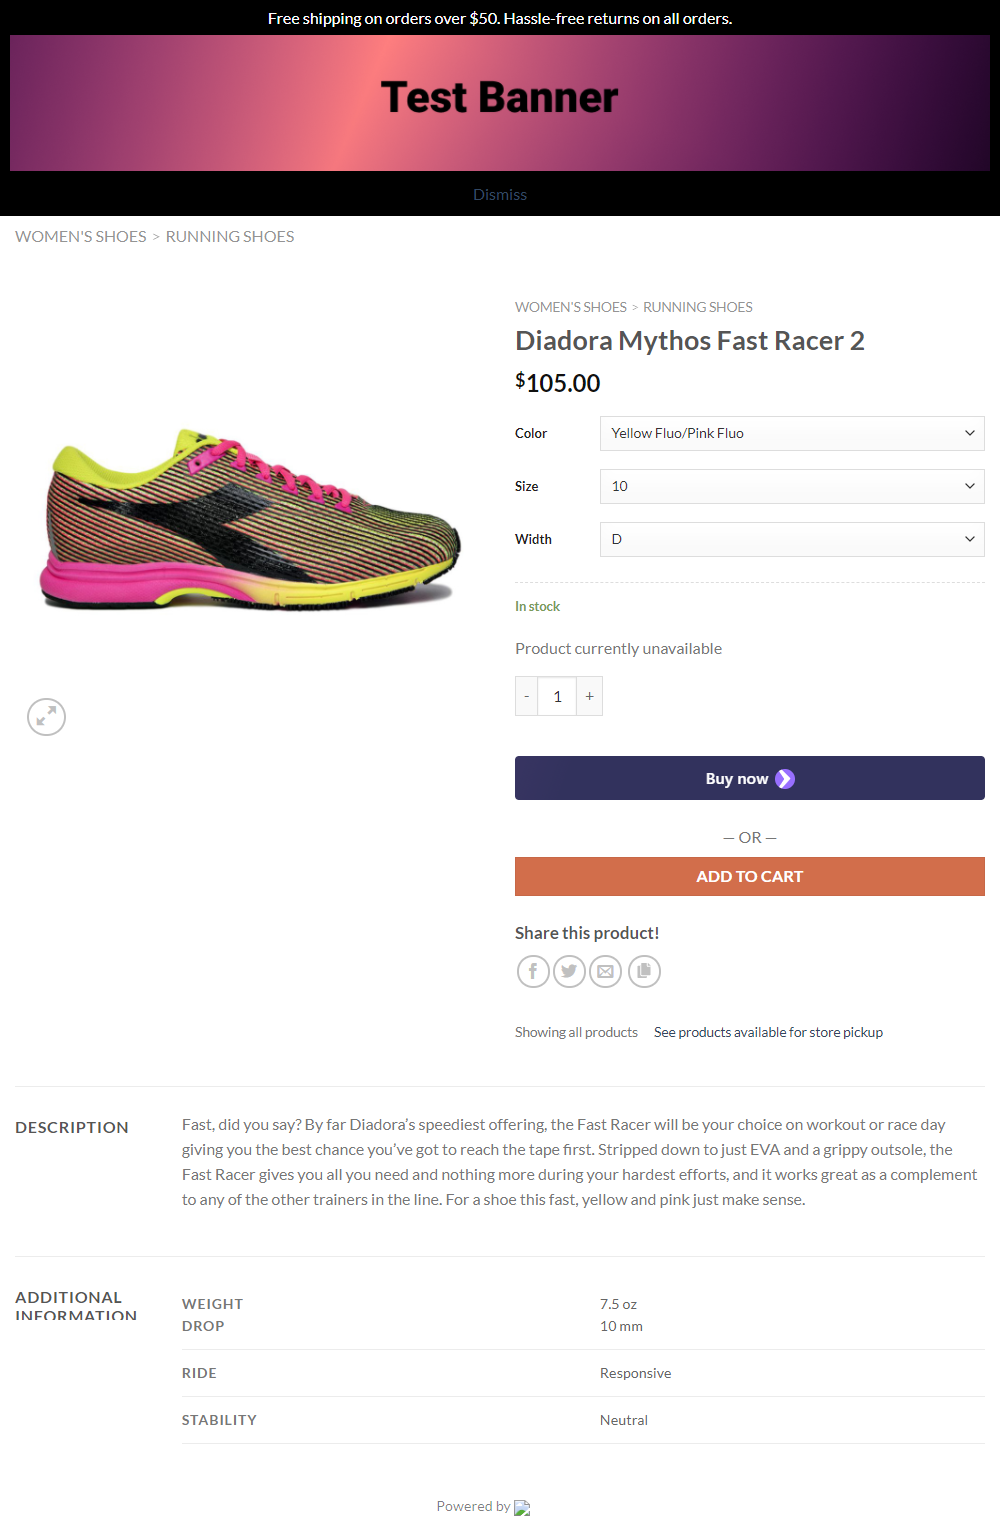 Free shipping on orders over $50. Hassle-free returns on all orders.
Test Banner
Dismiss
WOMEN'S SHOES > RUNNING SHOES
WOMEN'S SHOES > RUNNING SHOES
Diadora Mythos Fast Racer 2
$105.00
Color Yellow Fluo/Pink Fluo
Size 10
Width D
In stock
Product currently unavailable
- 1 +
Buy now
— OR —
ADD TO CART
Share this product!
Showing all products See products available for store pickup
DESCRIPTION
Fast, did you say? By far Diadora’s speediest offering, the Fast Racer will be your choice on workout or race day
giving you the best chance you’ve got to reach the tape first. Stripped down to just EVA and a grippy outsole, the
Fast Racer gives you all you need and nothing more during your hardest efforts, and it works great as a complement
to any of the other trainers in the line. For a shoe this fast, yellow and pink just make sense.
ADDITIONAL
INFORMATION
WEIGHT 7.5 oz
DROP 10 mm
RIDE Responsive
STABILITY Neutral
Powered by